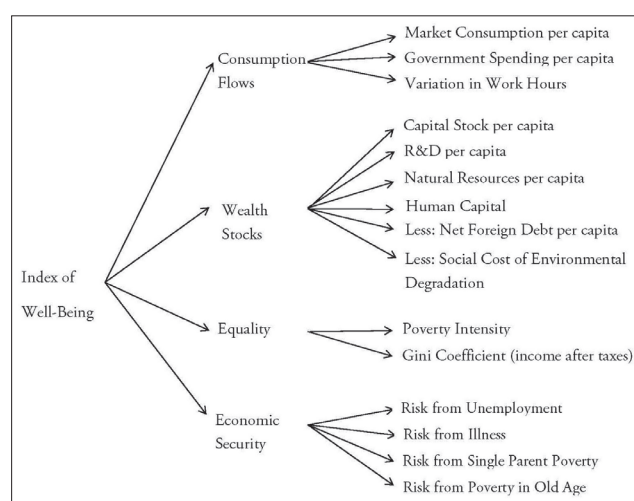 Index of
Well-Being
Consumption
Flows
Market Consumption per capita
Government Spending per capita
Variation in Work Hours
Wealth
Stocks
Capital Stock per capita
R&D per capita
Natural Resources per capita
Human Capital
Less: Net Foreign Debt per capita
Less: Social Cost of Environmental
Degradation
Equality
Poverty Intensity
Gini Coefficient (income after taxes)
Economic
Security
Risk from Unemployment
Risk from Illness
Risk from Single Parent Poverty
Risk from Poverty in Old Age